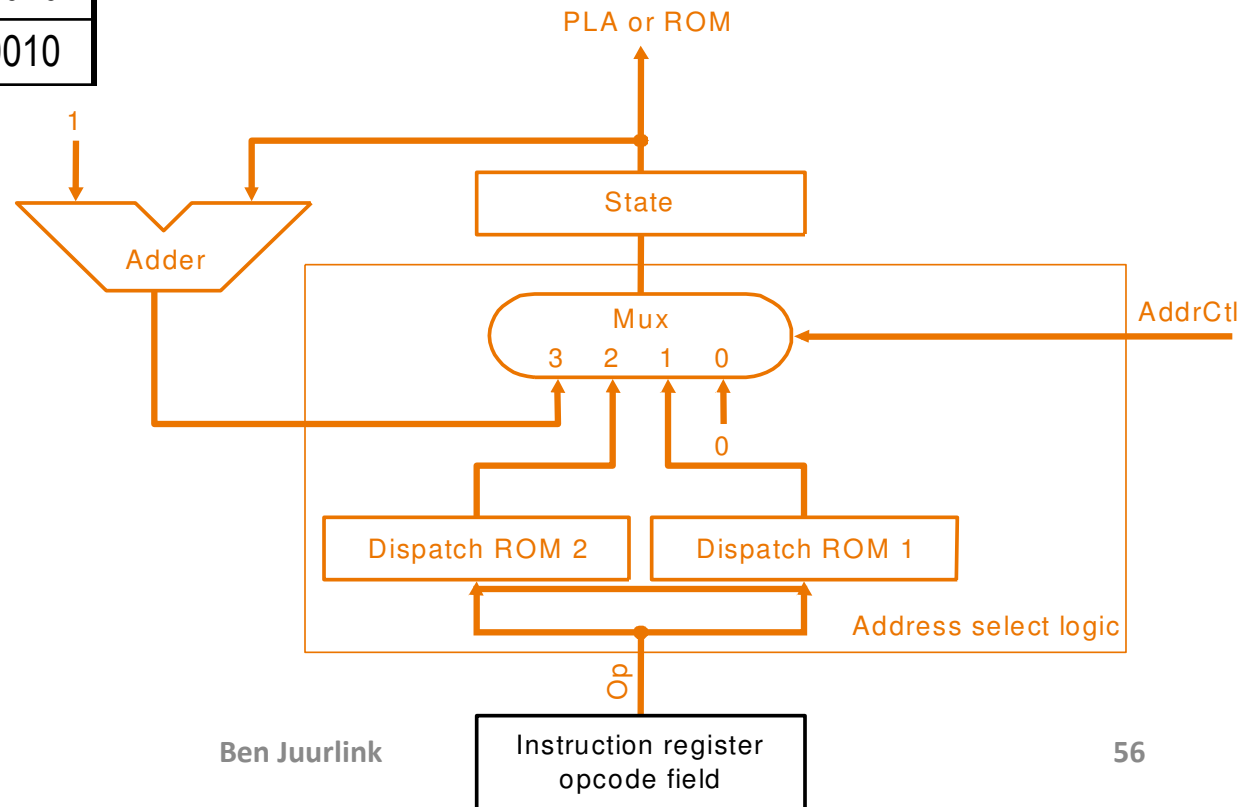 PLA or ROM
0010
1
State
Adder
Mux
AddrCtl
3 2 1 0
0
Dispatch ROM 2
Dispatch ROM 1
Address select logic
Op
Instruction register
opcode field
Ben Juurlink
56